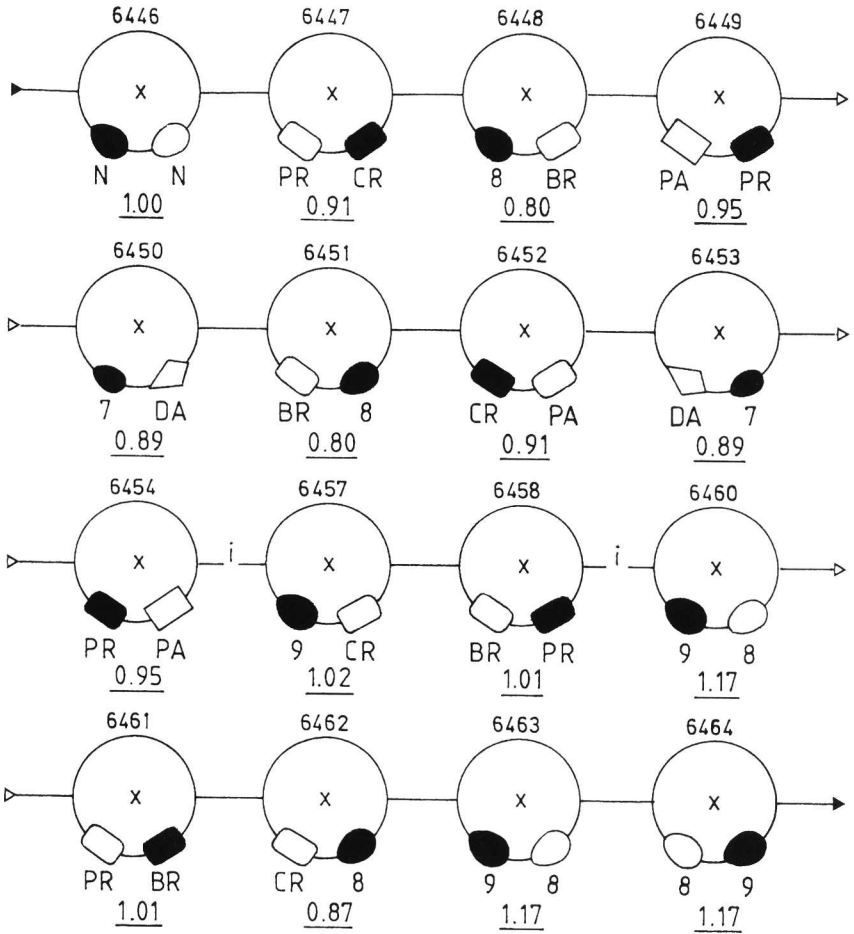 6446 6447 6448 6449
X X X X
N N PR CR 8 BR PA PR
1.00 0.91 0.80 0.95
6450 6451 6452 6453
X X X X
7 DA BR 8 CR PA DA 7
0.89 0.80 0.91 0.89
6454 6457 6458 6460
X i X X i X
PR PA 9 CR BR PR 9 8
0.95 1.02 1.01 1.17
6461 6462 6463 6464
X X X X
PR BR CR 8 9 8 8 9
1.01 0.87 1.17 1.17